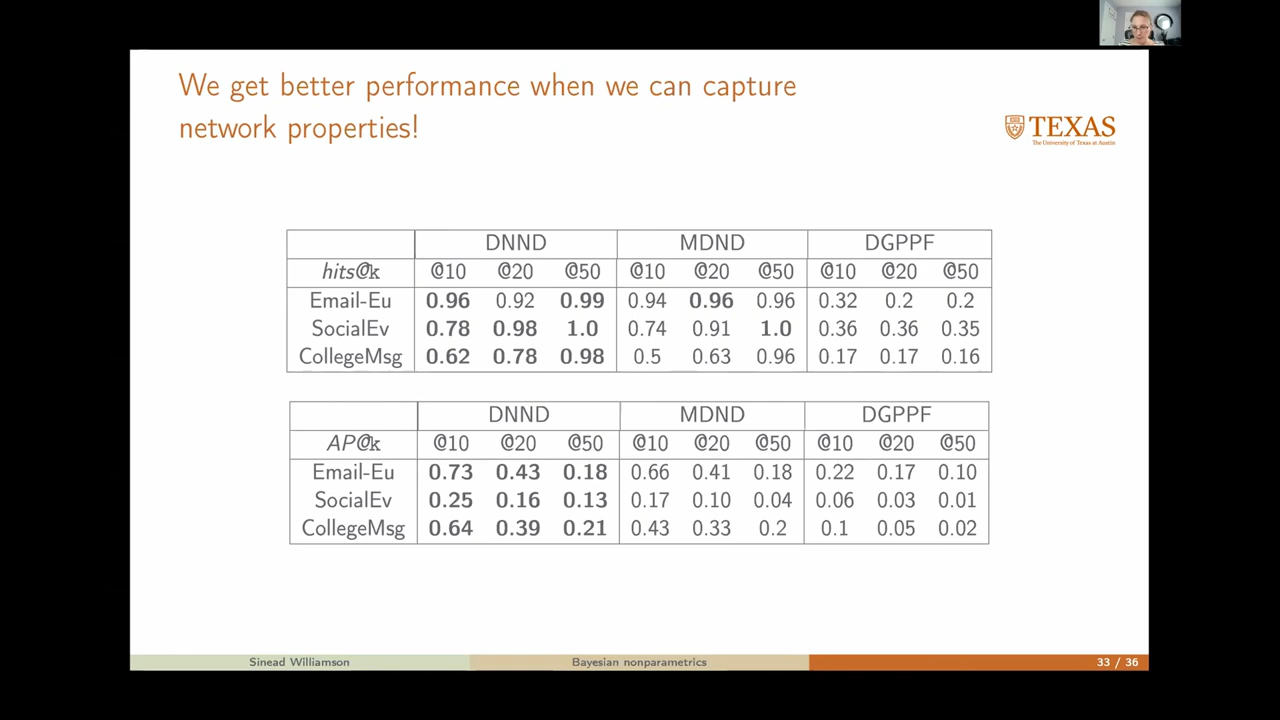 We get better performance when we can capture
network properties!
TEXAS
The University of Texas at Austin
DNND MDND DGPPF
hits@k @10 @20 @50 @10 @20 @50 @10 @20 @50
Email-Eu 0.96 0.92 0.99 0.94 0.96 0.96 0.32 0.2 0.2
SocialEv 0.78 0.98 1.0 0.74 0.91 1.0 0.36 0.36 0.35
CollegeMsg 0.62 0.78 0.98 0.5 0.63 0.96 0.17 0.17 0.16
DNND MDND DGPPF
AP@k @10 @20 @50 @10 @20 @50 @10 @20 @50
Email-Eu 0.73 0.43 0.18 0.66 0.41 0.18 0.22 0.17 0.10
SocialEv 0.25 0.16 0.13 0.17 0.10 0.04 0.06 0.03 0.01
CollegeMsg 0.64 0.39 0.21 0.43 0.33 0.2 0.1 0.05 0.02
Sinead Williamson Bayesian nonparametrics 33 / 36